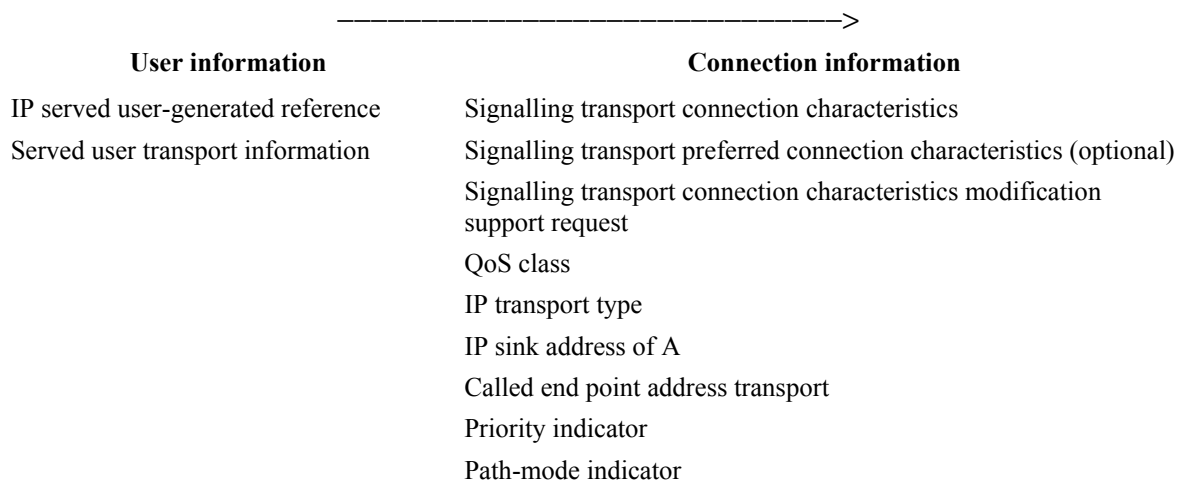 User information Connection information
IP served user-generated reference Signalling transport connection characteristics
Served user transport information Signalling transport preferred connection characteristics (optional)
Signalling transport connection characteristics modification
support request
QoS class
IP transport type
IP sink address of A
Called end point address transport
Priority indicator
Path-mode indicator